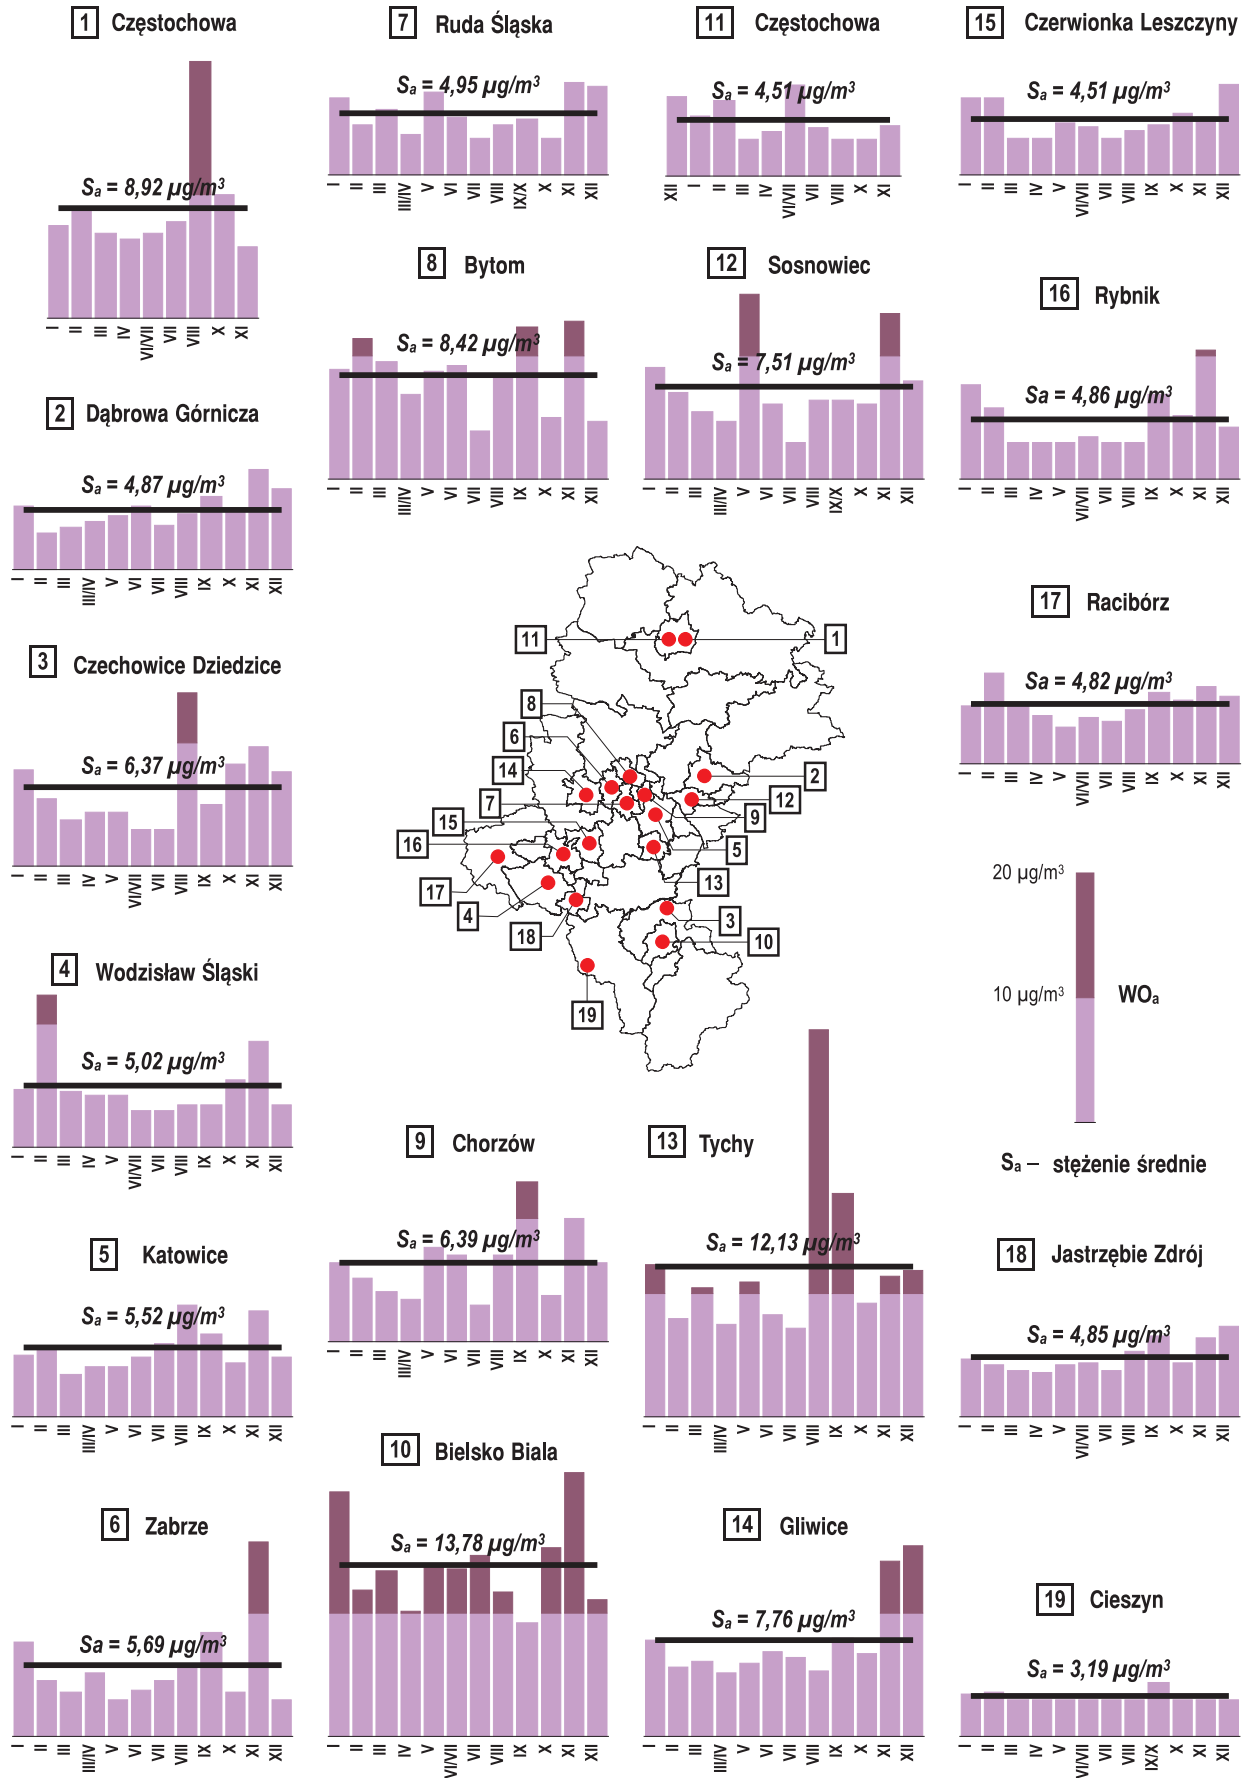 1 Częstochowa
Sa = 8,92 µg/m³
I II III IV VI/VII VII VIII X XI
2 Dąbrowa Górnicza
Sa = 4,87 µg/m³
I II III III/IV V VI VII VIII IX X XI XII
3 Czechowice Dziedzice
Sa = 6,37 µg/m³
I II III IV V VI/VII VII VIII IX X XI XII
4 Wodzisław Śląski
Sa = 5,02 µg/m³
I II III IV V VI/VII VII VIII IX X XI XII
5 Katowice
Sa = 5,52 µg/m³
I II III III/IV V VI VII VIII IX X XI XII
6 Zabrze
Sa = 5,69 µg/m³
I II III III/IV V VI VII VIII IX X XI XII
7 Ruda Śląska
Sa = 4,95 µg/m³
I II III III/IV V VI VII VIII IX/X X XI XII
8 Bytom
Sa = 8,42 µg/m³
I II III III/IV V VI VII VIII IX X XI XII
11
1
8
6
14
7
15
16
17
4
18
19
2
12
9
5
13
3
10
9 Chorzów
Sa = 6,39 µg/m³
I II III III/IV V VI VII VIII IX X XI XII
10 Bielsko Biala
Sa = 13,78 µg/m³
I II III IV V VI/VII VII VIII IX X XI XII
11 Częstochowa
Sa = 4,51 µg/m³
XII I II III IV VI/VII VII VIII X XI
12 Sosnowiec
Sa = 7,51 µg/m³
I II III III/IV V VI VII VIII IX/X X XI XII
13 Tychy
Sa = 12,13 µg/m³
I II III III/IV V VI VII VIII IX X XI XII
14 Gliwice
Sa = 7,76 µg/m³
I II III III/IV V VI VII VIII IX X XI XII
15 Czerwionka Leszczyny
Sa = 4,51 µg/m³
I II III IV V VI/VII VII VIII IX X XI XII
16 Rybnik
Sa = 4,86 µg/m³
I II III IV V VI/VII VII VIII IX X XI XII
17 Racibórz
Sa = 4,82 µg/m³
I II III IV V VI/VII VII VIII IX X XI XII
20 µg/m³
10 µg/m³ WOa
Sa – stężenie średnie
18 Jastrzębie Zdrój
Sa = 4,85 µg/m³
I II III IV V VI/VII VII VIII IX X XI XII
19 Cieszyn
Sa = 3,19 µg/m³
I II III IV V VI/VII VII VIII IX/X X XI XII